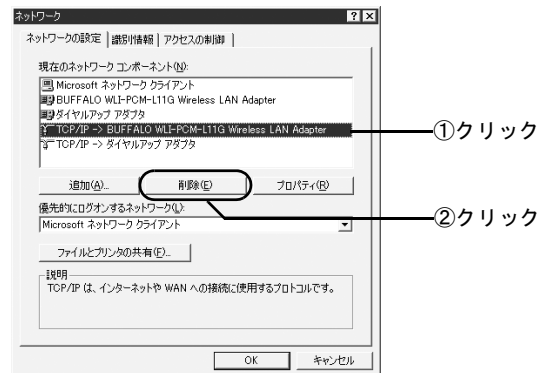 ネットワーク
ネットワークの設定 識別情報 アクセスの制御
現在のネットワーク コンポーネント(N):
Microsoft ネットワーク クライアント
BUFFALO WLI-PCM-L11G Wireless LAN Adapter
ダイヤルアップ アダプタ
TCP/IP -> BUFFALO WLI-PCM-L11G Wireless LAN Adapter
①クリック
TCP/IP -> ダイヤルアップ アダプタ
追加(A)... 削除(E) プロパティ(R)
②クリック
優先的にログオンするネットワーク(L):
Microsoft ネットワーク クライアント
ファイルとプリンタの共有(F)...
説明
TCP/IP は、インターネットや WAN への接続に使用するプロトコルです。
OK キャンセル